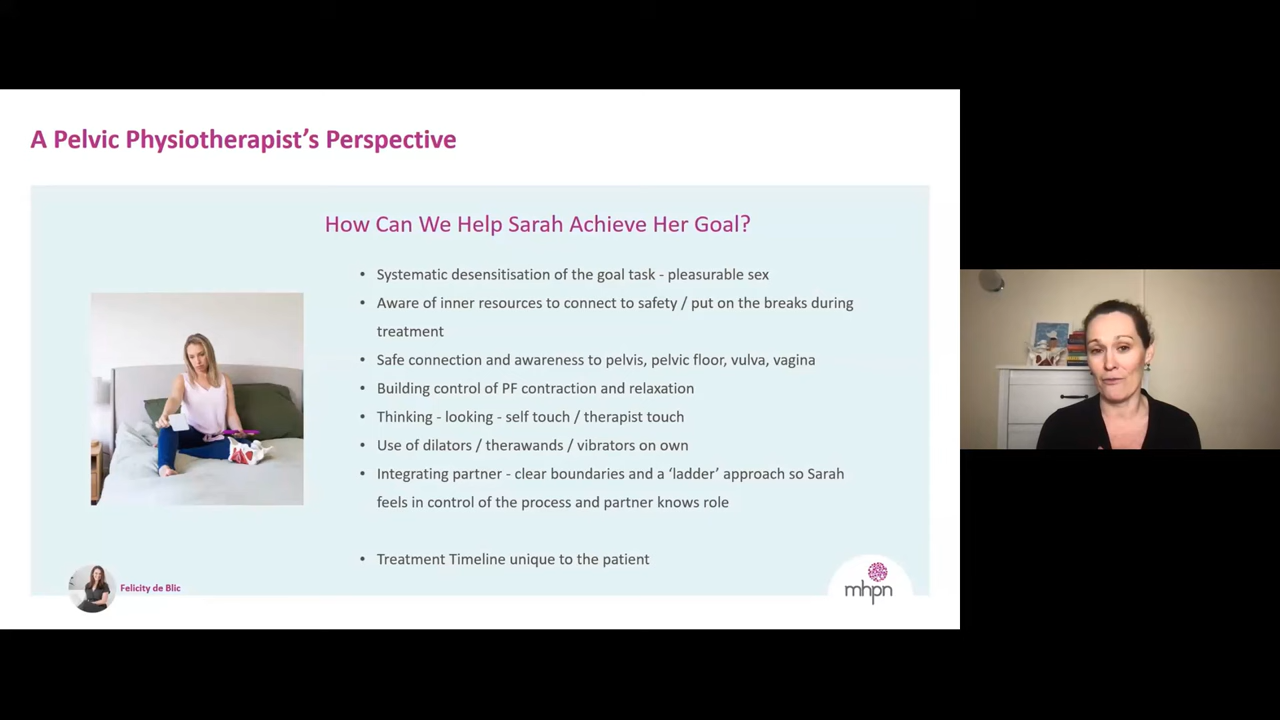 A Pelvic Physiotherapist's Perspective
How Can We Help Sarah Achieve Her Goal?
• Systematic desensitisation of the goal task - pleasurable sex
• Aware of inner resources to connect to safety / put on the breaks during
treatment
• Safe connection and awareness to pelvis, pelvic floor, vulva, vagina
• Building control of PF contraction and relaxation
• Thinking - looking - self touch / therapist touch
• Use of dilators / therawands / vibrators on own
• Integrating partner - clear boundaries and a ‘ladder’ approach so Sarah
feels in control of the process and partner knows role
• Treatment Timeline unique to the patient
Felicity de Blic
mhpn